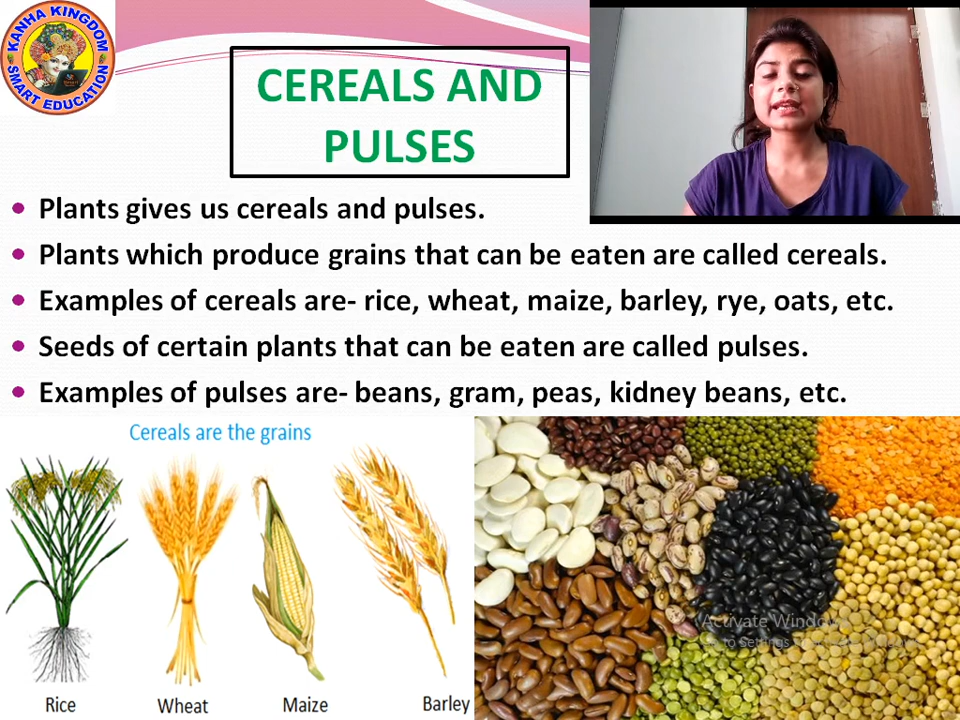 KANHA KINGDOM
SMART EDUCATION
CEREALS AND
PULSES
• Plants gives us cereals and pulses.
• Plants which produce grains that can be eaten are called cereals.
• Examples of cereals are- rice, wheat, maize, barley, rye, oats, etc.
• Seeds of certain plants that can be eaten are called pulses.
• Examples of pulses are- beans, gram, peas, kidney beans, etc.
Cereals are the grains
Activate Windows
to Settings
Rice Wheat Maize Barley